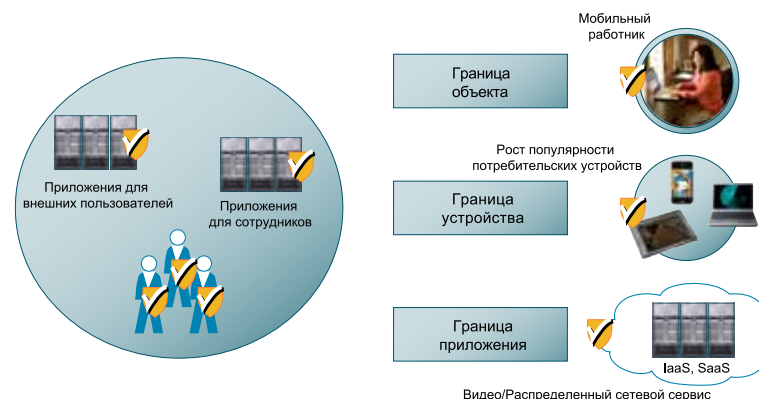 Приложения для
внешних пользователей
Приложения
для сотрудников
Мобильный
работник
Граница
объекта
Рост популярности
потребительских устройств
Граница
устройства
Граница
приложения
IaaS, SaaS
Видео/Распределенный сетевой сервис